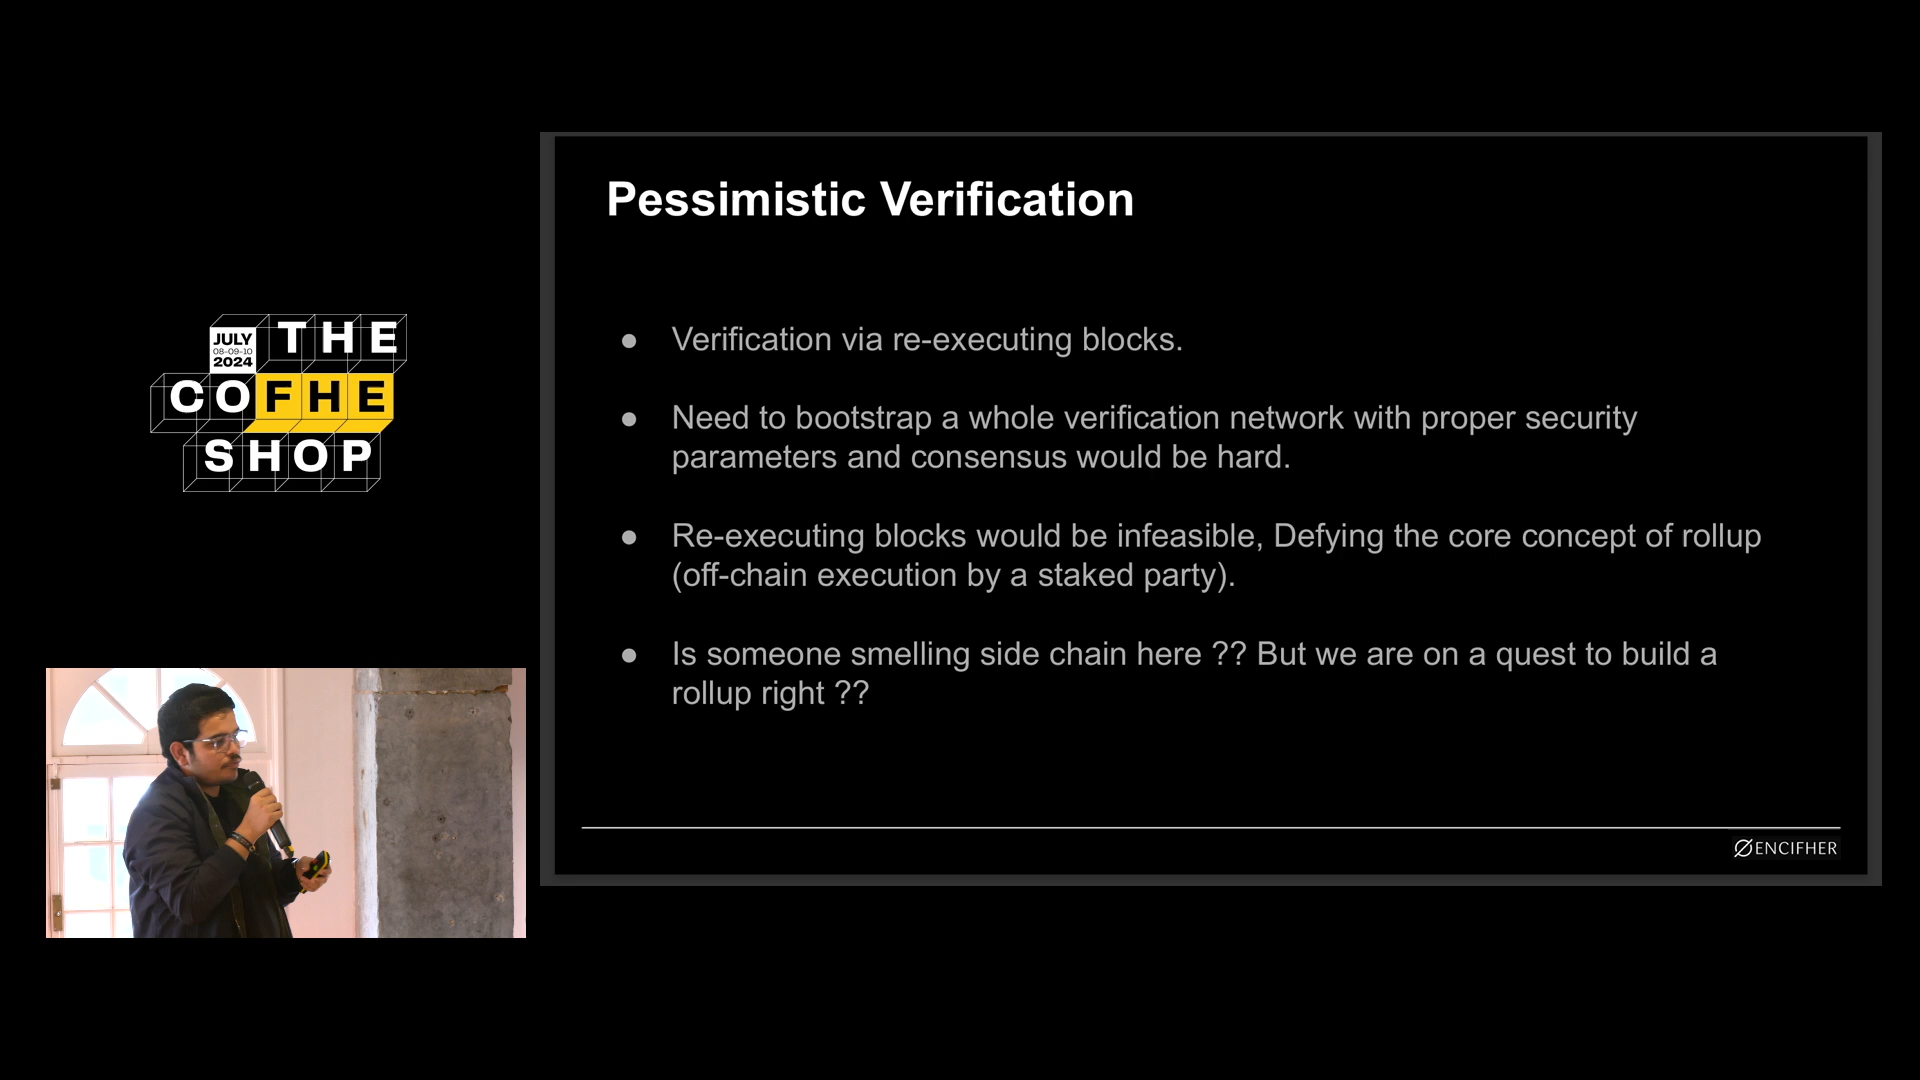 JULY
08-09-10
2024
THE
COFHE
SHOP
Pessimistic Verification
● Verification via re-executing blocks.
● Need to bootstrap a whole verification network with proper security
parameters and consensus would be hard.
● Re-executing blocks would be infeasible, Defying the core concept of rollup
(off-chain execution by a staked party).
● Is someone smelling side chain here ?? But we are on a quest to build a
rollup right ??
ENCIFHER